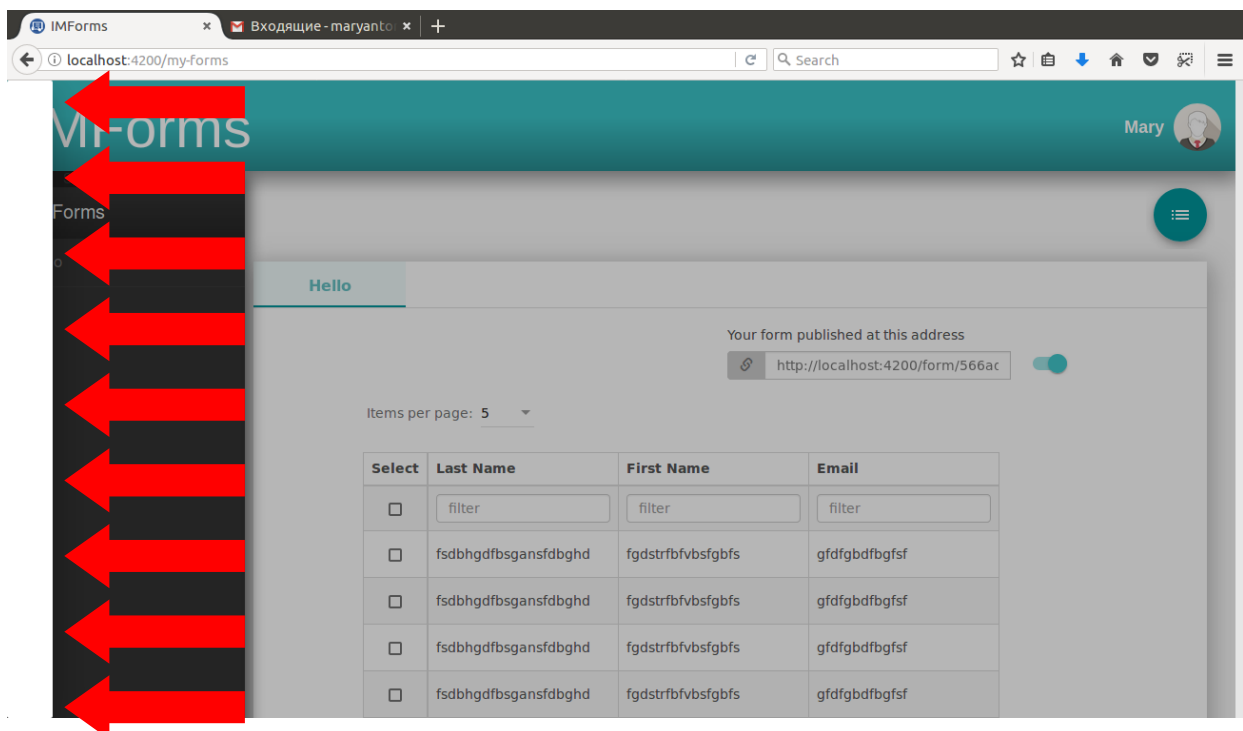 IMForms
Входящие - maryanto
localhost:4200/my-forms
Search
MForms
Mary
Forms
o
Hello
Your form published at this address
http://localhost:4200/form/566ac
Items per page: 5
Select Last Name First Name Email
filter filter filter
fsdbhgdfbsgansfdbghd fgdstrfbfvbsfgbfs gfdfgbdfbgfsf
fsdbhgdfbsgansfdbghd fgdstrfbfvbsfgbfs gfdfgbdfbgfsf
fsdbhgdfbsgansfdbghd fgdstrfbfvbsfgbfs gfdfgbdfbgfsf
fsdbhgdfbsgansfdbghd fgdstrfbfvbsfgbfs gfdfgbdfbgfsf